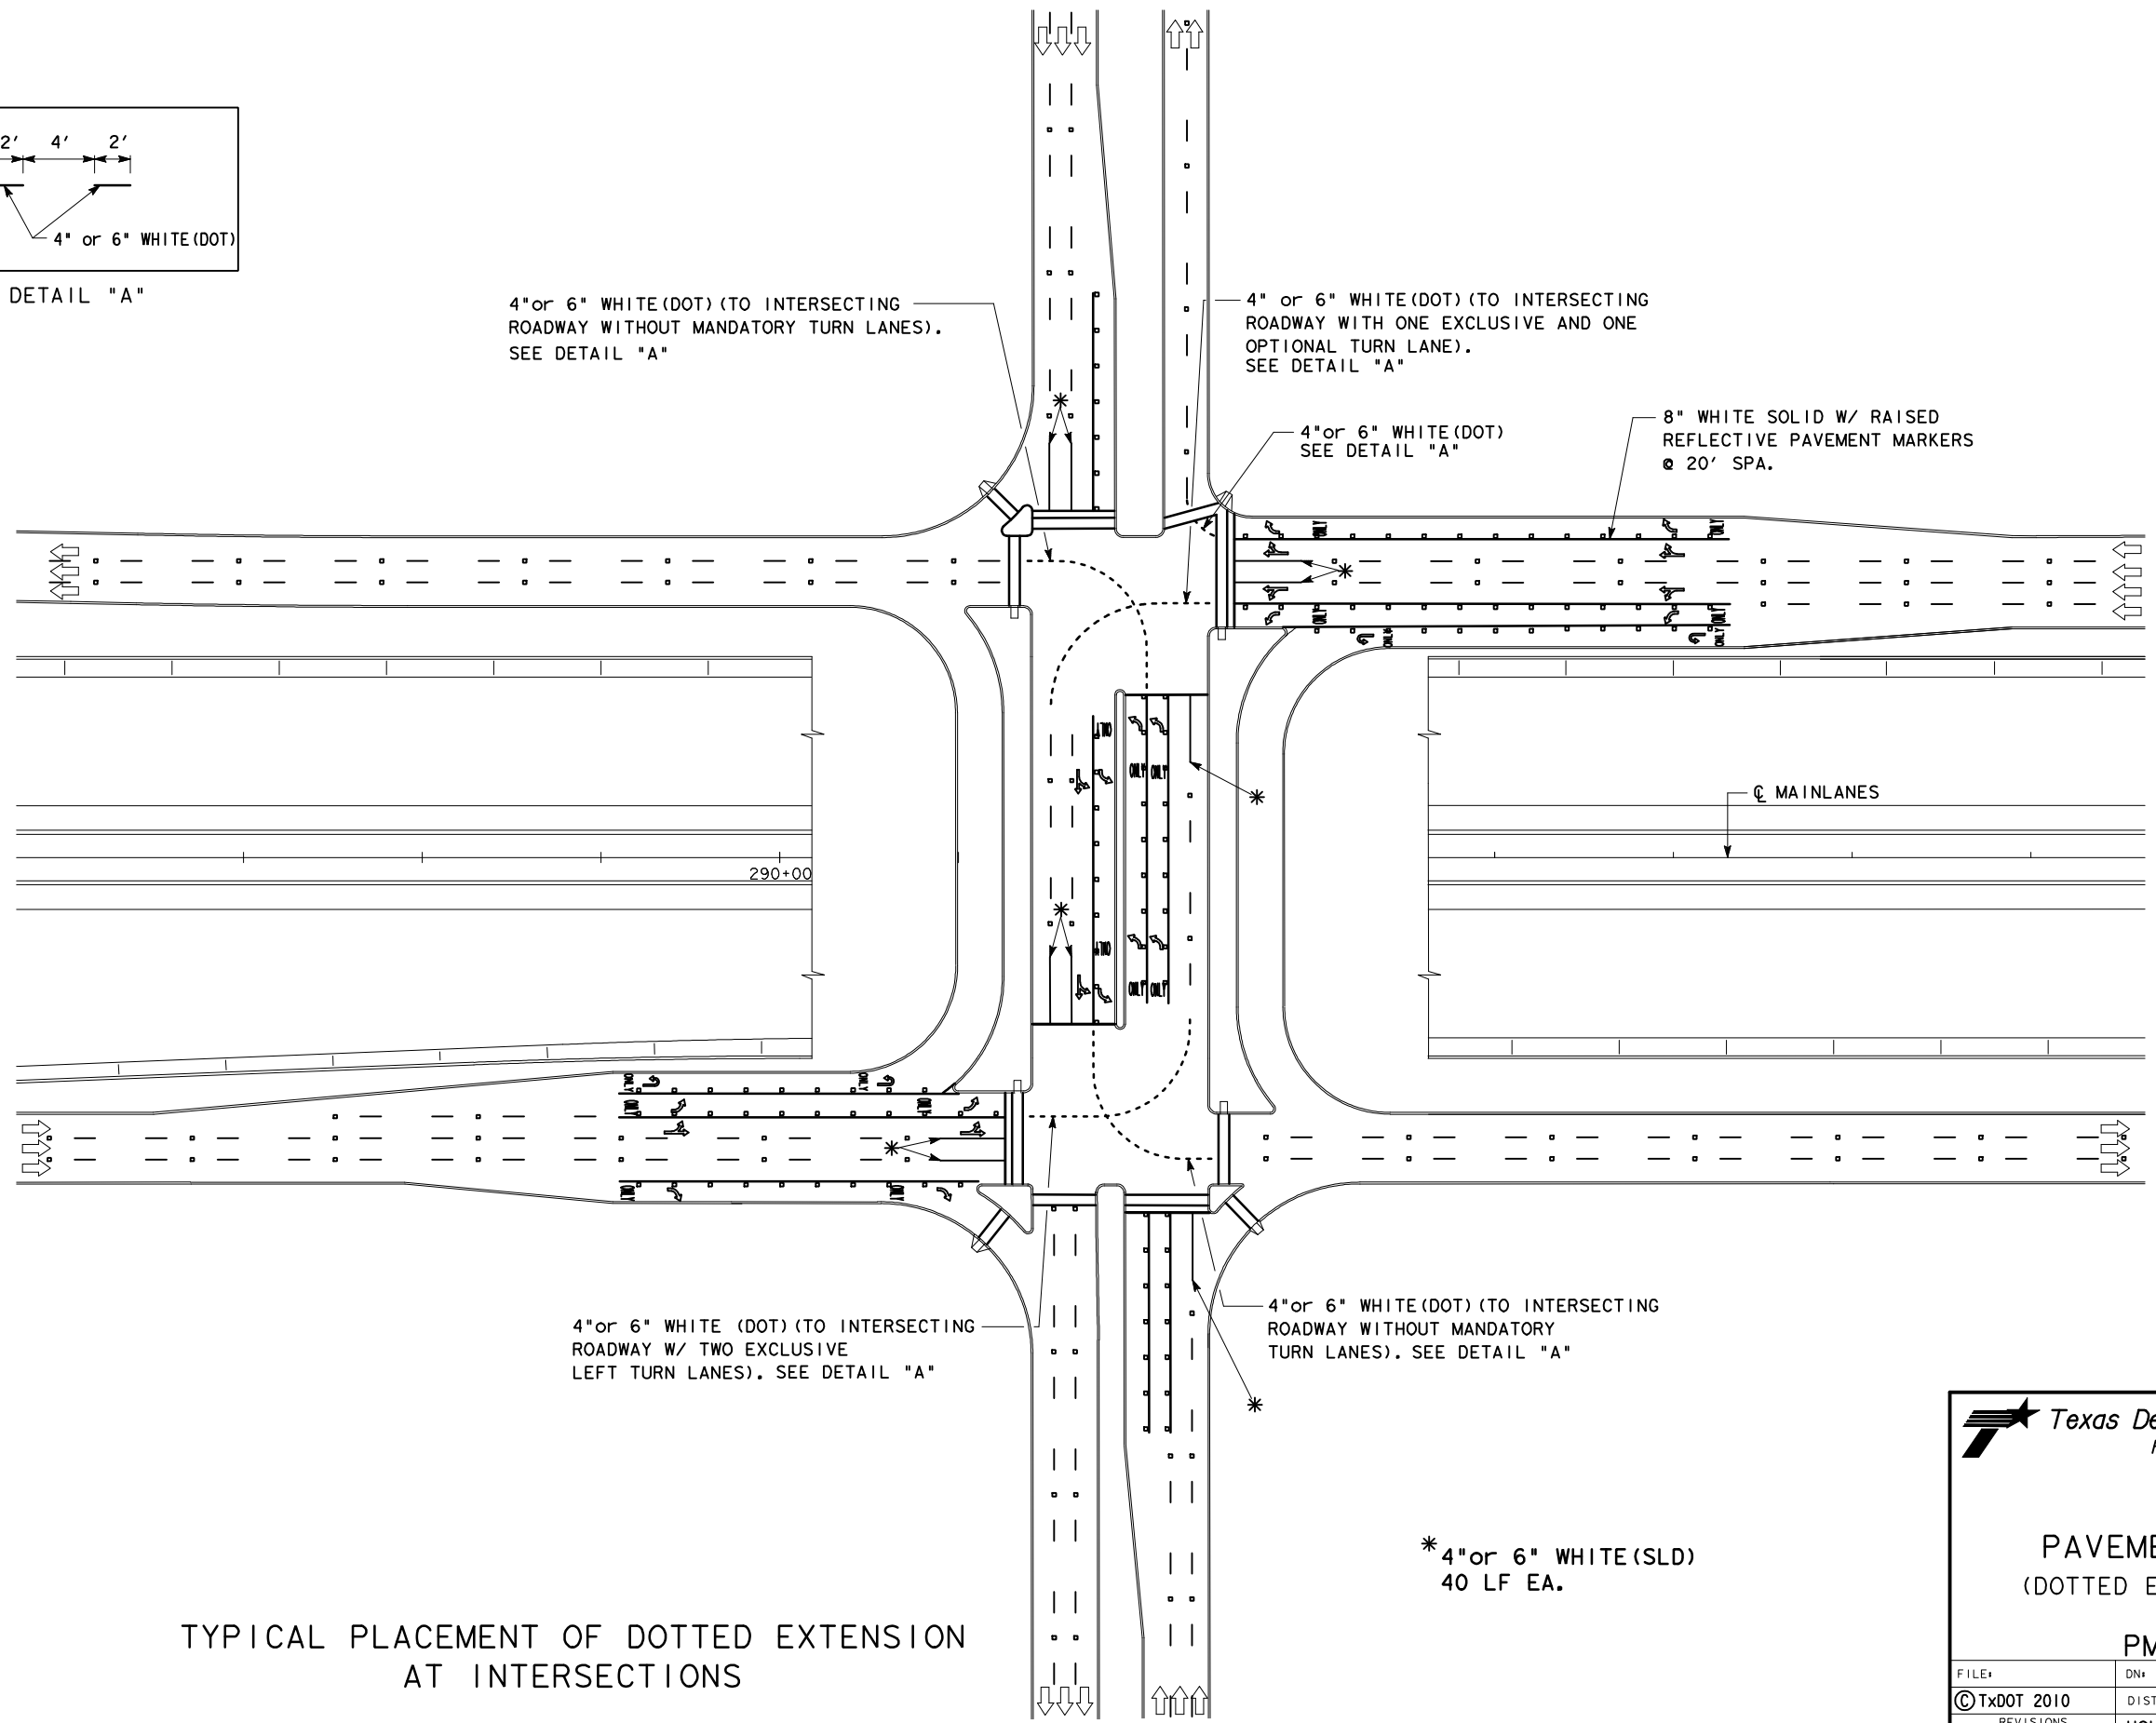 2' 4' 2'
4" or 6" WHITE(DOT)
DETAIL "A"
4"or 6" WHITE(DOT)(TO INTERSECTING
ROADWAY WITHOUT MANDATORY TURN LANES).
SEE DETAIL "A"
4" or 6" WHITE(DOT)(TO INTERSECTING
ROADWAY WITH ONE EXCLUSIVE AND ONE
OPTIONAL TURN LANE).
SEE DETAIL "A"
4"or 6" WHITE(DOT)
SEE DETAIL "A"
8" WHITE SOLID W/ RAISED
REFLECTIVE PAVEMENT MARKERS
@ 20' SPA.
ONLY
ONLY
ONLY
ONLY
ONLY
ONLY
ONLY
ONLY ONLY
℄ MAINLANES
290+00
ONLY
ONLY
ONLY ONLY
ONLY
ONLY
ONLY
ONLY
ONLY
ONLY
4"or 6" WHITE (DOT)(TO INTERSECTING
ROADWAY W/ TWO EXCLUSIVE
LEFT TURN LANES). SEE DETAIL "A"
4"or 6" WHITE(DOT)(TO INTERSECTING
ROADWAY WITHOUT MANDATORY
TURN LANES). SEE DETAIL "A"
*4"or 6" WHITE(SLD)
40 LF EA.
TYPICAL PLACEMENT OF DOTTED EXTENSION
AT INTERSECTIONS
Texas De
PAVEME
(DOTTED E
PM
FILE: DN:
© TxDOT 2010 DIST
REVISIONS